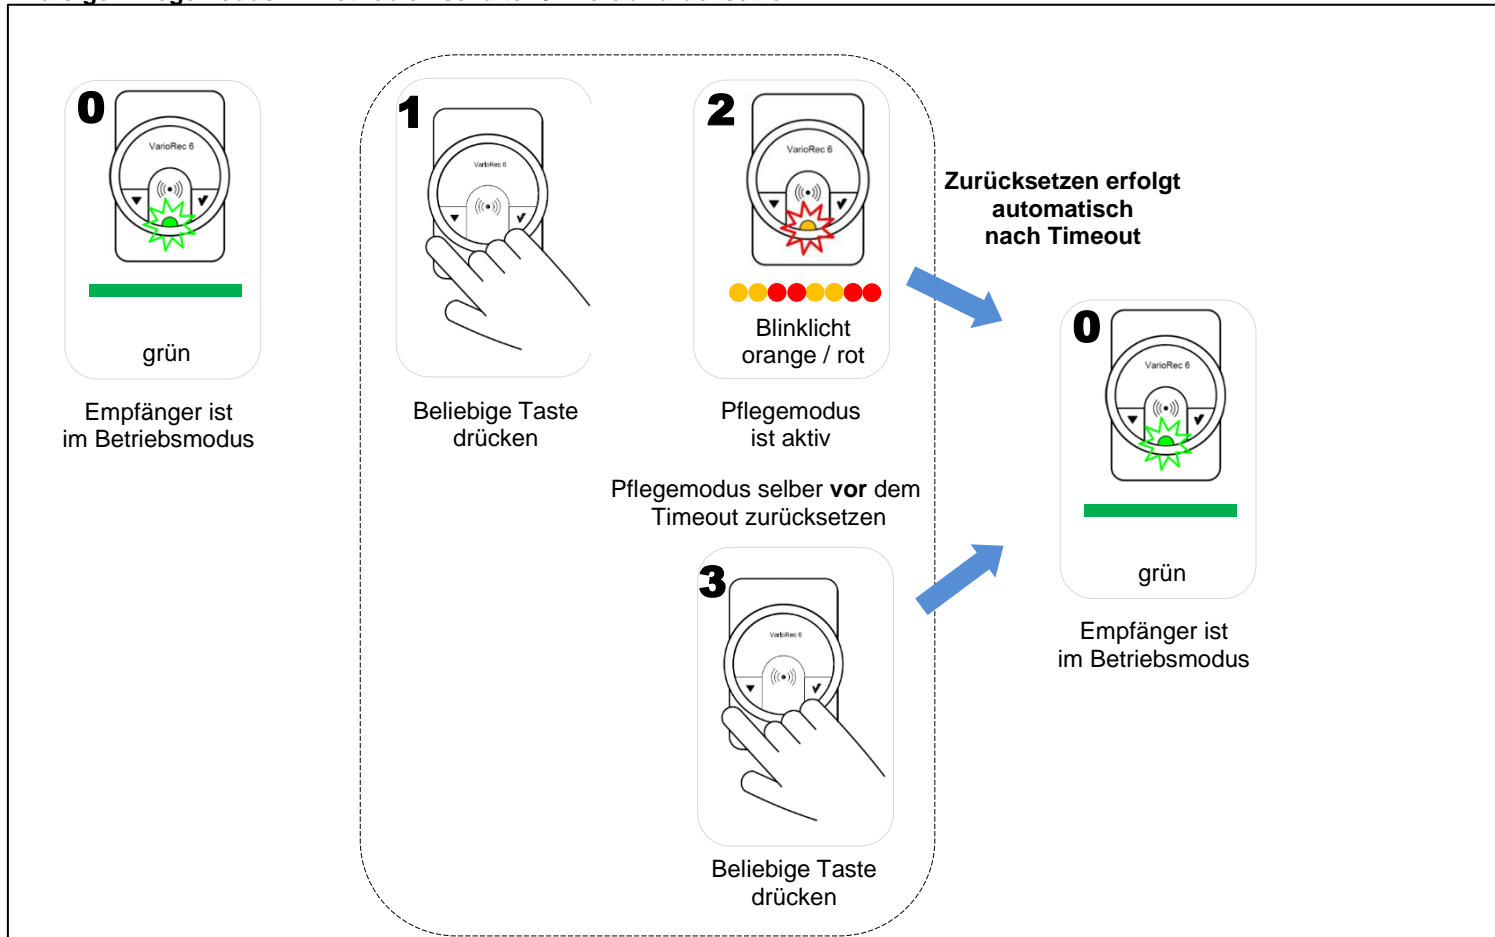 0
VarioRec 6
grün
Empfänger ist
im Betriebsmodus
1
VarioRec 6
Beliebige Taste
drücken
2
VarioRec 6
Blinklicht
orange / rot
Pflegemodus
ist aktiv
Pflegemodus selber vor dem
Timeout zurücksetzen
3
VarioRec 6
Beliebige Taste
drücken
Zurücksetzen erfolgt
automatisch
nach Timeout
0
VarioRec 6
grün
Empfänger ist
im Betriebsmodus